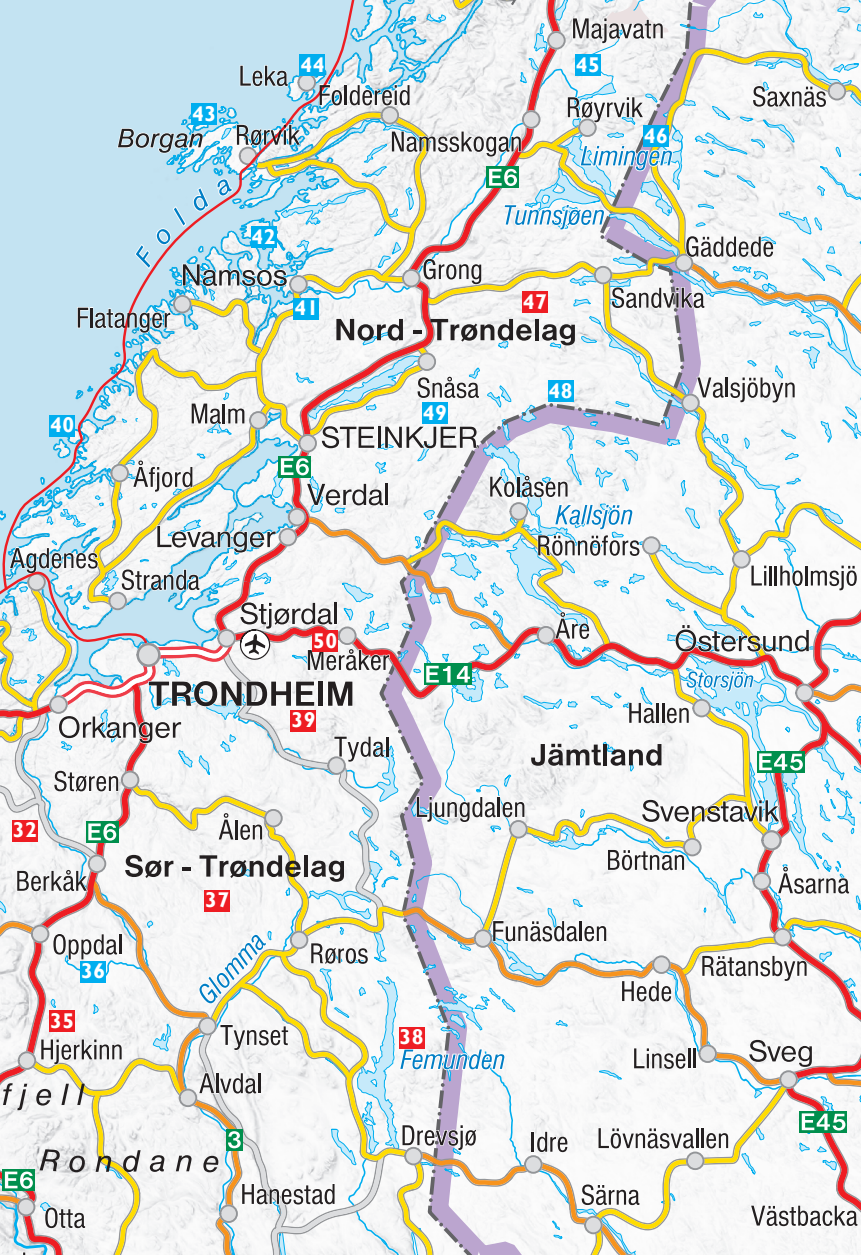 Majavatn
44
45
Leka
Foldereid
Saxnäs
43
Røyrvik
Borgan
Rørvik
Namsskogan
46
Limingen
E6
Folda
Tunnsjøen
42
Gäddede
Namsos
Grong
Sandvika
41
47
Flatanger
Nord - Trøndelag
Snåsa
48
Valsjöbyn
Malm
49
40
STEINKJER
E6
Åfjord
Verdal
Kolåsen
Kallsjön
Levanger
Rönnöfors
Agdenes
Stranda
Lillholmsjö
Stjørdal
50
Åre
Östersund
Meråker
E14
Storsjön
TRONDHEIM
39
Hallen
Orkanger
Tydal
Jämtland
E45
Støren
Ljungdalen
Svenstavik
32
E6
Ålen
Börtnan
Berkåk
Sør - Trøndelag
Åsarna
37
Oppdal
Glomma
Røros
Funäsdalen
Rätansbyn
36
Hede
35
Tynset
38
Hjerkinn
Femunden
Linsell
Sveg
fjell
Alvdal
E45
3
Drevsjø
Idre
Lövnäsvallen
Rondane
E6
Hanestad
Särna
Otta
Västbacka